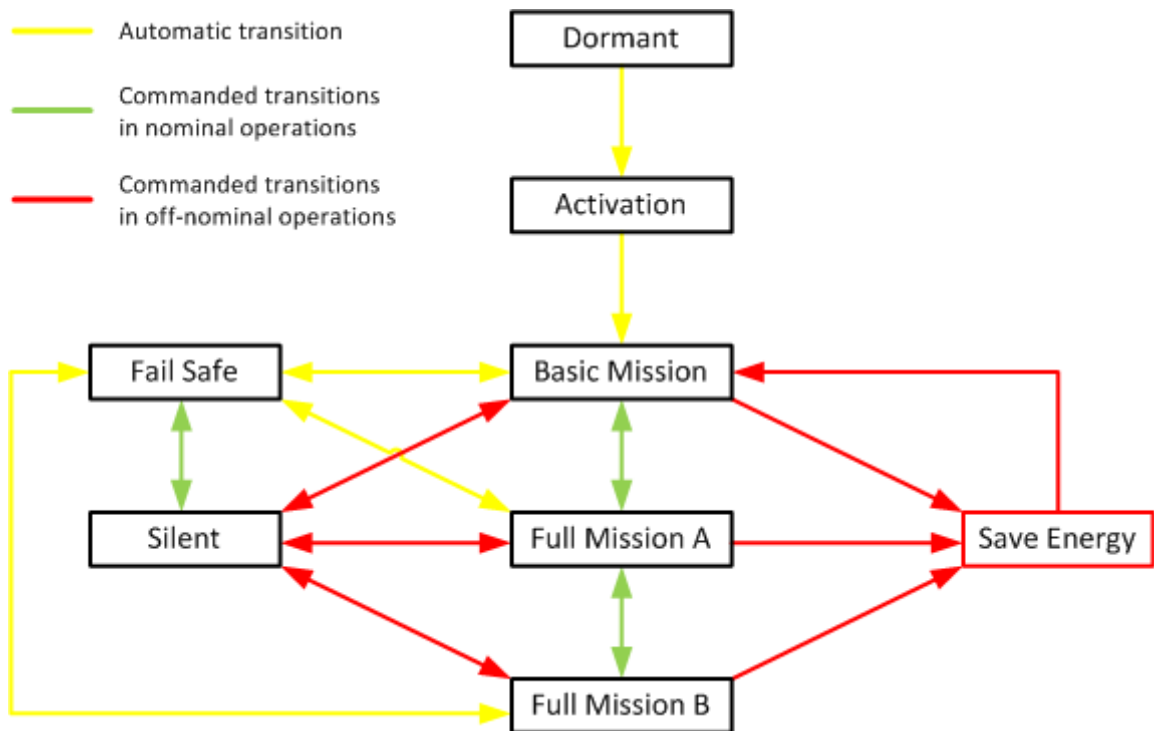 Automatic transition
Commanded transitions
in nominal operations
Commanded transitions
in off-nominal operations
Dormant
Activation
Fail Safe
Basic Mission
Silent
Full Mission A
Save Energy
Full Mission B